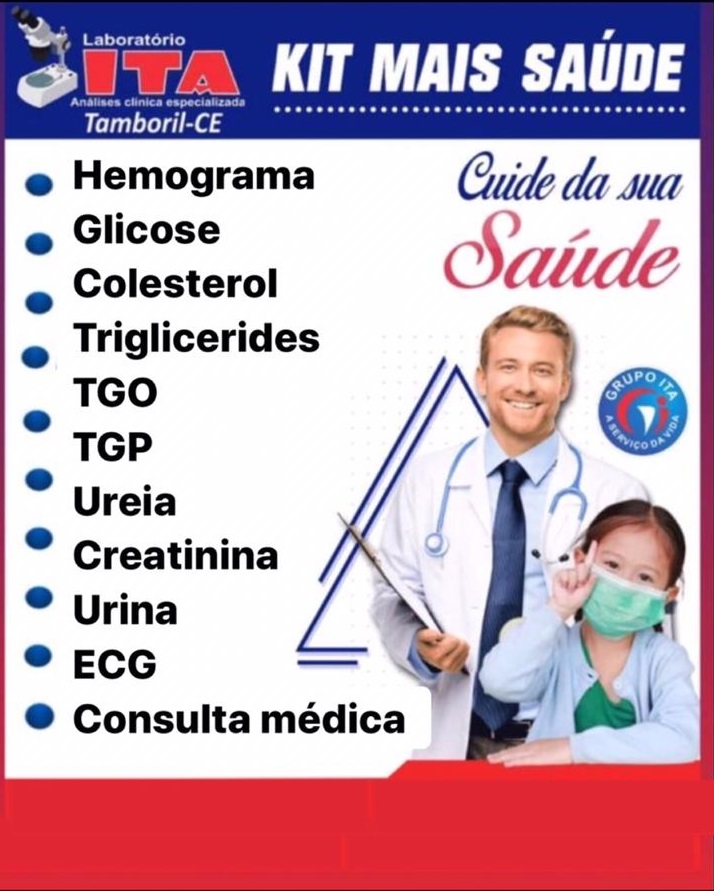 Laboratório
ITA
Análises clínica especializada
Tamboril-CE
KIT MAIS SAÚDE
Hemograma
Glicose
Colesterol
Triglicerides
TGO
TGP
Ureia
Creatinina
Urina
ECG
Consulta médica
Cuide da sua
Saúde
GRUPO ITA
A SERVIÇO DA VIDA